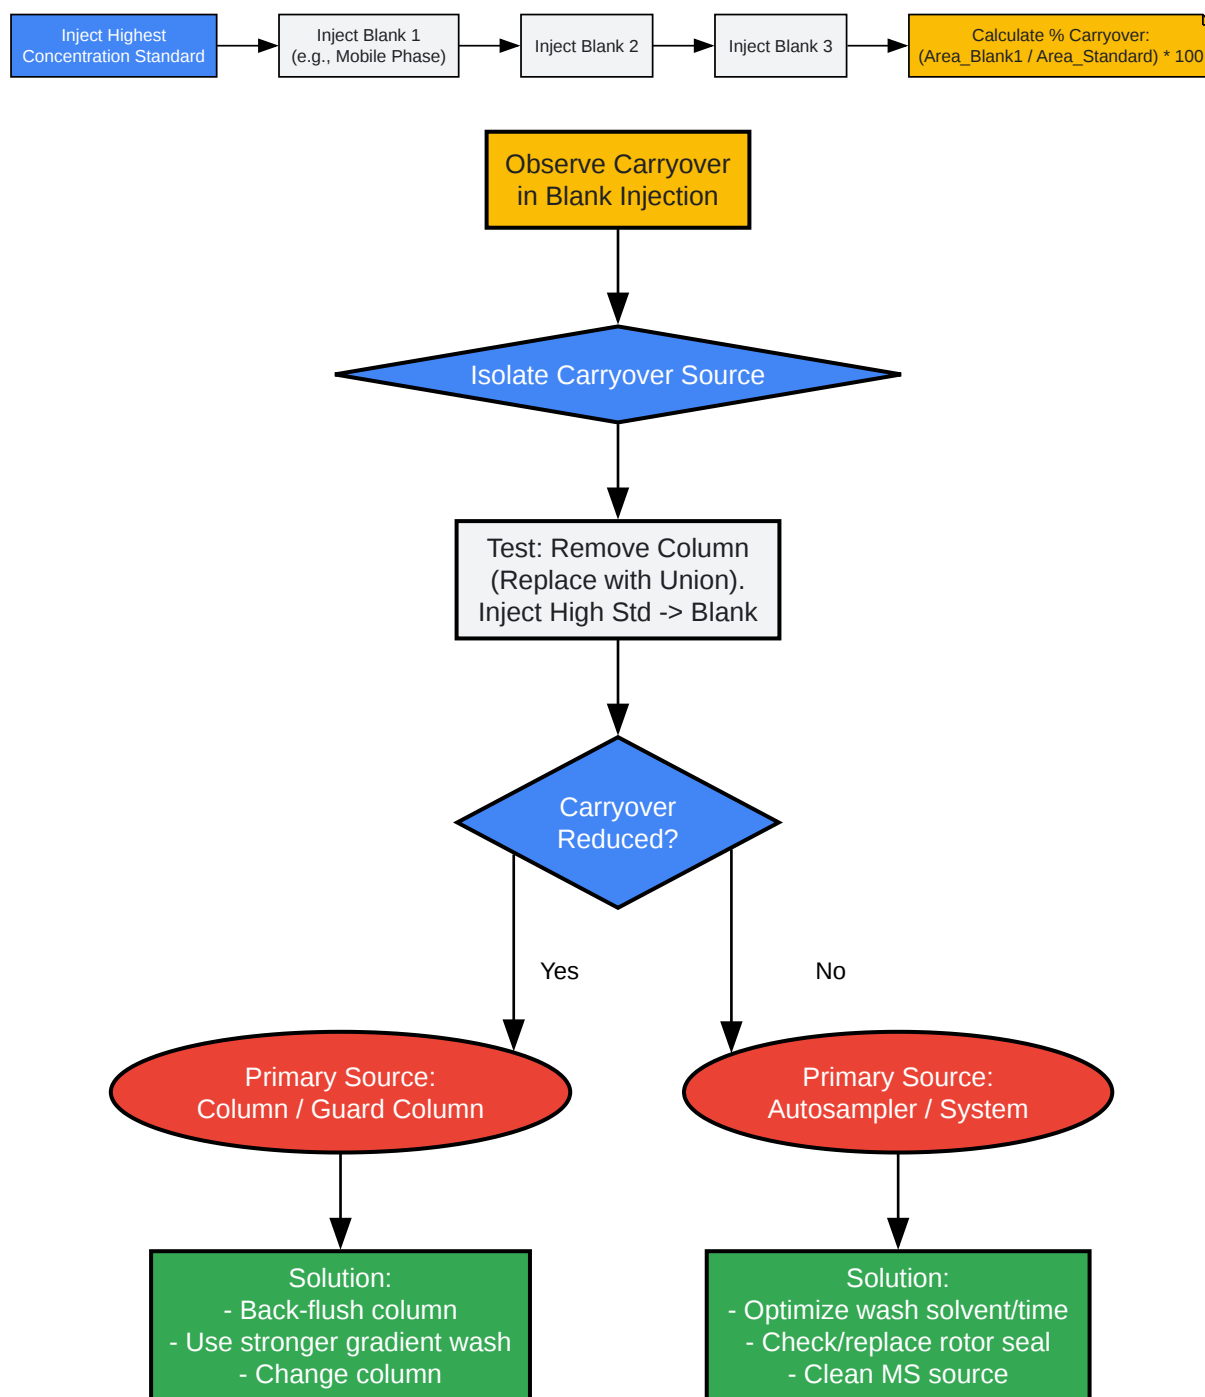 Inject Highest
Concentration Standard
Inject Blank 1
(e.g., Mobile Phase)
Inject Blank 2
Inject Blank 3
Calculate % Carryover:
(Area_Blank1 / Area_Standard) * 100
Observe Carryover
in Blank Injection
Isolate Carryover Source
Test: Remove Column
(Replace with Union).
Inject High Std -> Blank
Carryover
Reduced?
Yes
No
Primary Source:
Column / Guard Column
Primary Source:
Autosampler / System
Solution:
- Back-flush column
- Use stronger gradient wash
- Change column
Solution:
- Optimize wash solvent/time
- Check/replace rotor seal
- Clean MS source